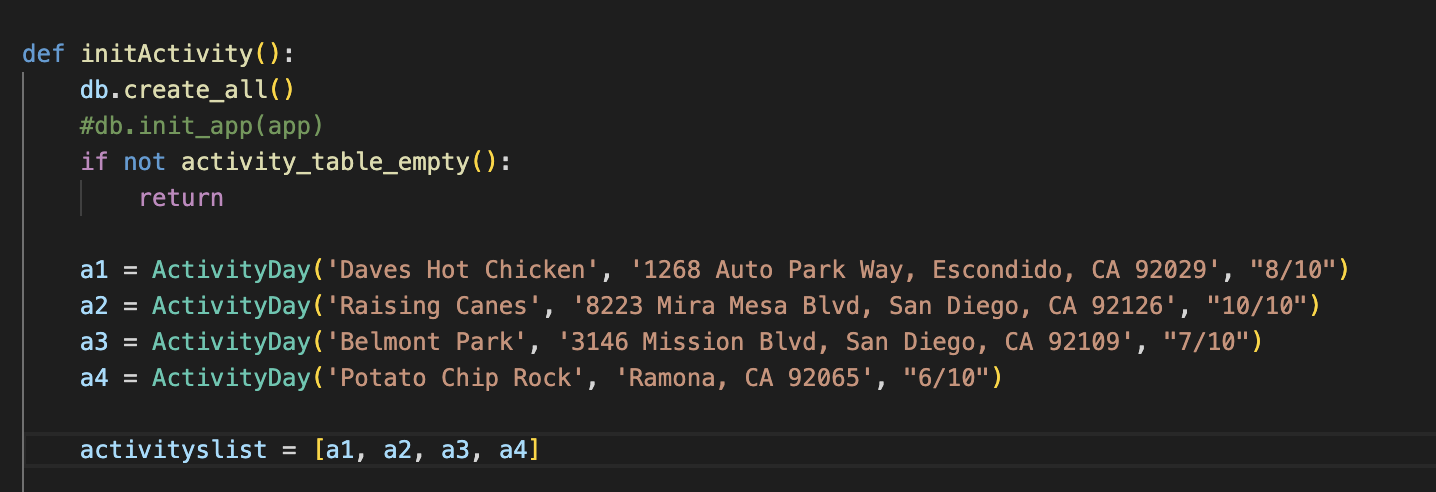 def initActivity():
    db.create_all()
    #db.init_app(app)
    if not activity_table_empty():
        return
    a1 = ActivityDay('Daves Hot Chicken', '1268 Auto Park Way, Escondido, CA 92029', "8/10")
    a2 = ActivityDay('Raising Canes', '8223 Mira Mesa Blvd, San Diego, CA 92126', "10/10")
    a3 = ActivityDay('Belmont Park', '3146 Mission Blvd, San Diego, CA 92109', "7/10")
    a4 = ActivityDay('Potato Chip Rock', 'Ramona, CA 92065', "6/10")
    activityslist = [a1, a2, a3, a4]